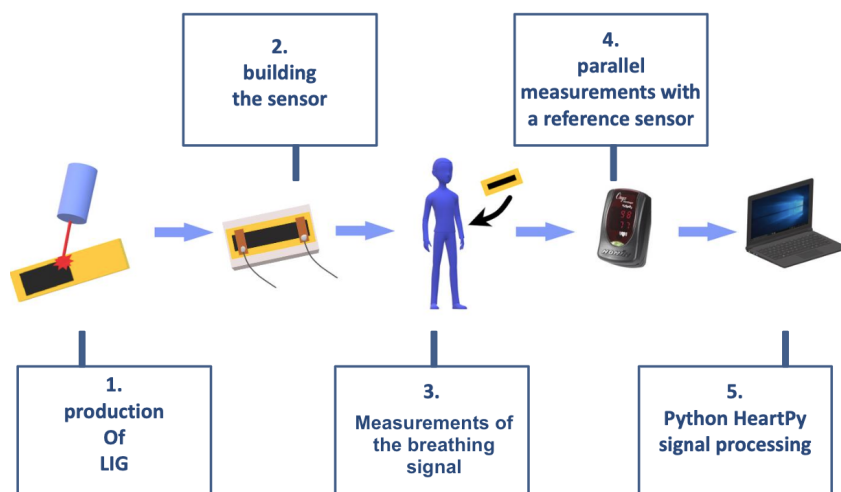 1.
production
Of
LIG
2.
building
the sensor
3.
Measurements of
the breathing
signal
4.
parallel
measurements with
a reference sensor
98
5.
Python HeartPy
signal processing